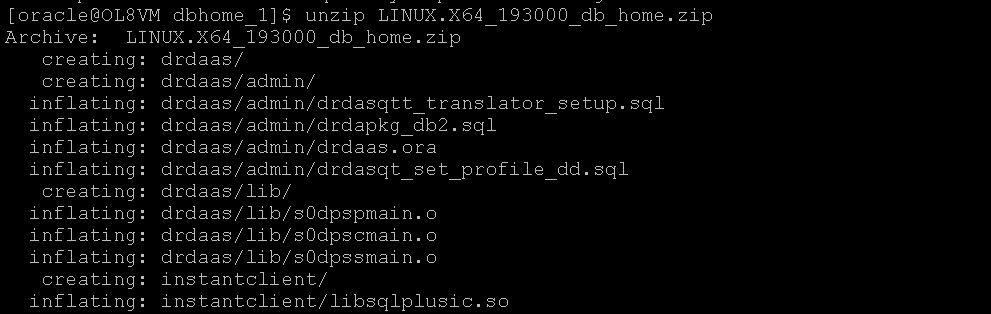 [oracle@OL8VM dbhome_1]$ unzip LINUX.X64_193000_db_home.zip
Archive:  LINUX.X64_193000_db_home.zip
   creating: drdaas/
   creating: drdaas/admin/
  inflating: drdaas/admin/drdasqtt_translator_setup.sql
  inflating: drdaas/admin/drdapkg_db2.sql
  inflating: drdaas/admin/drdaas.ora
  inflating: drdaas/admin/drdasqt_set_profile_dd.sql
   creating: drdaas/lib/
  inflating: drdaas/lib/s0dpspmain.o
  inflating: drdaas/lib/s0dpscmain.o
  inflating: drdaas/lib/s0dpssmain.o
   creating: instantclient/
  inflating: instantclient/libsqlplusic.so